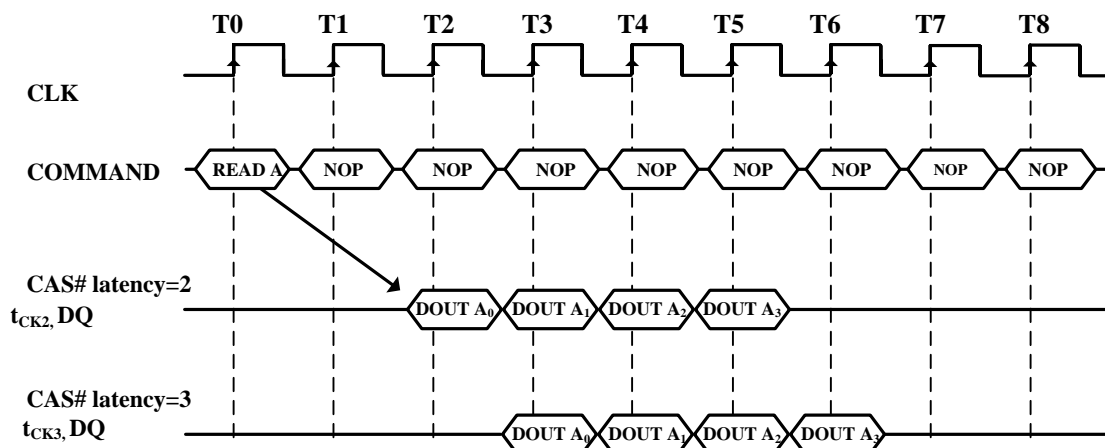 T0 T1 T2 T3 T4 T5 T6 T7 T8
CLK
COMMAND READ A NOP NOP NOP NOP NOP NOP NOP NOP
CAS# latency=2
tCK2, DQ DOUT A0 DOUT A1 DOUT A2 DOUT A3
CAS# latency=3
tCK3, DQ DOUT A0 DOUT A1 DOUT A2 DOUT A3